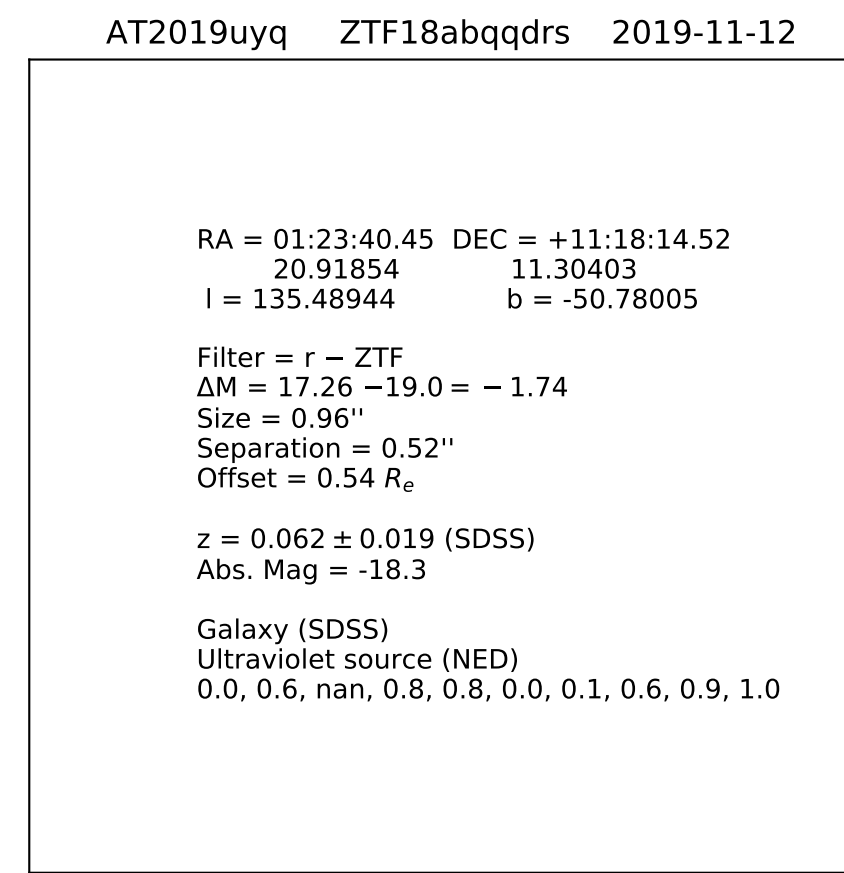 AT2019uyq ZTF18abqqdrs 2019-11-12
RA = 01:23:40.45 DEC = +11:18:14.52
20.91854 11.30403
l = 135.48944 b = -50.78005
Filter = r − ZTF
ΔM = 17.26 −19.0 = − 1.74
Size = 0.96''
Separation = 0.52''
Offset = 0.54 Re
z = 0.062 ± 0.019 (SDSS)
Abs. Mag = -18.3
Galaxy (SDSS)
Ultraviolet source (NED)
0.0, 0.6, nan, 0.8, 0.8, 0.0, 0.1, 0.6, 0.9, 1.0